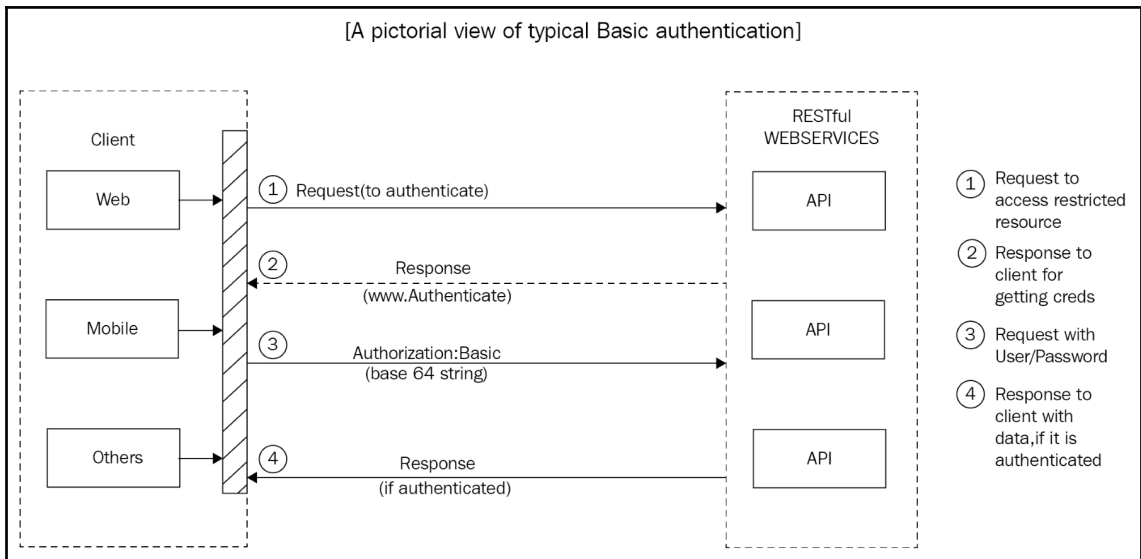 [A pictorial view of typical Basic authentication]
Client
Web
Mobile
Others
1
Request(to authenticate)
2
Response
(www.Authenticate)
3
Authorization:Basic
(base 64 string)
4
Response
(if authenticated)
RESTful
WEBSERVICES
API
API
API
1
Request to
access restricted
resource
2
Response to
client for
getting creds
3
Request with
User/Password
4
Response to
client with
data,if it is
authenticated